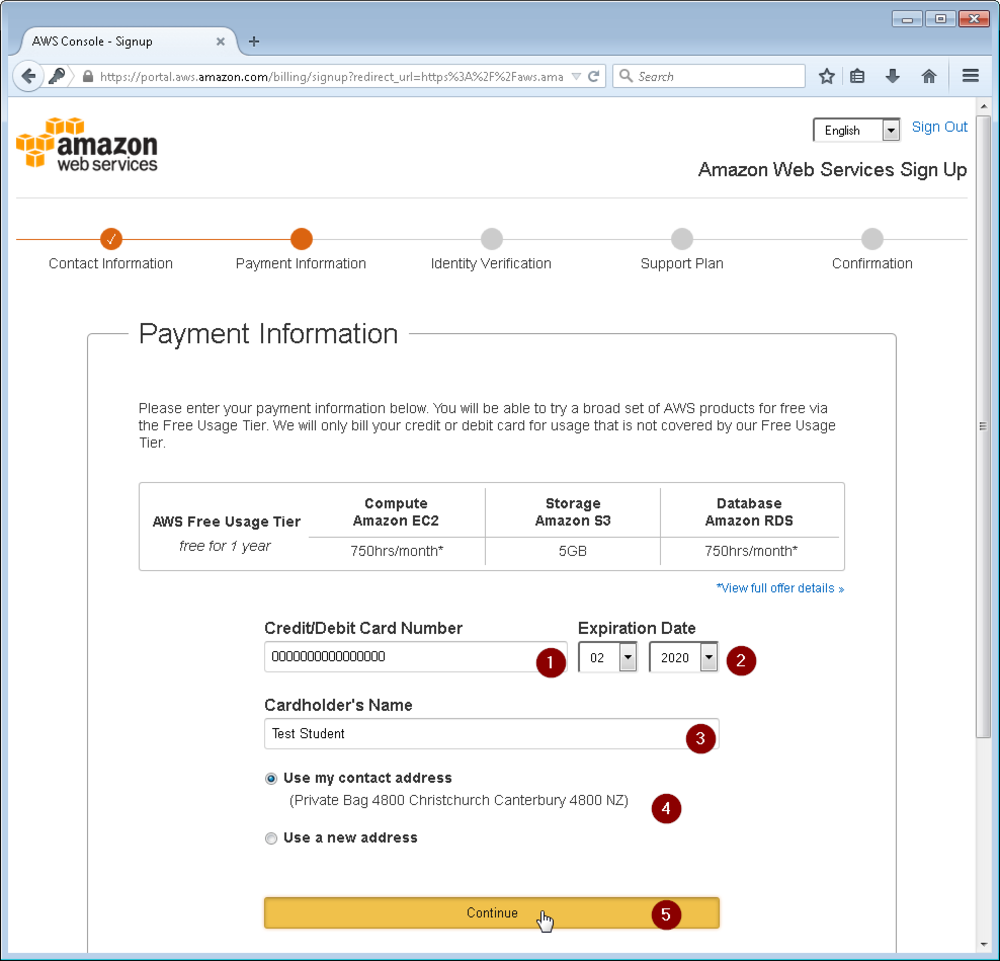 AWS Console - Signup
https://portal.aws.amazon.com/billing/signup?redirect_url=https%3A%2F%2Faws.ama
Search
amazon
web services
English
Sign Out
Amazon Web Services Sign Up
Contact Information
Payment Information
Identity Verification
Support Plan
Confirmation
Payment Information
Please enter your payment information below. You will be able to try a broad set of AWS products for free via
the Free Usage Tier. We will only bill your credit or debit card for usage that is not covered by our Free Usage
Tier.
AWS Free Usage Tier
free for 1 year
Compute
Amazon EC2
750hrs/month*
Storage
Amazon S3
5GB
Database
Amazon RDS
750hrs/month*
*View full offer details »
Credit/Debit Card Number
Expiration Date
0000000000000000
1
02
2020
2
Cardholder's Name
Test Student
3
Use my contact address
(Private Bag 4800 Christchurch Canterbury 4800 NZ)
4
Use a new address
Continue
5